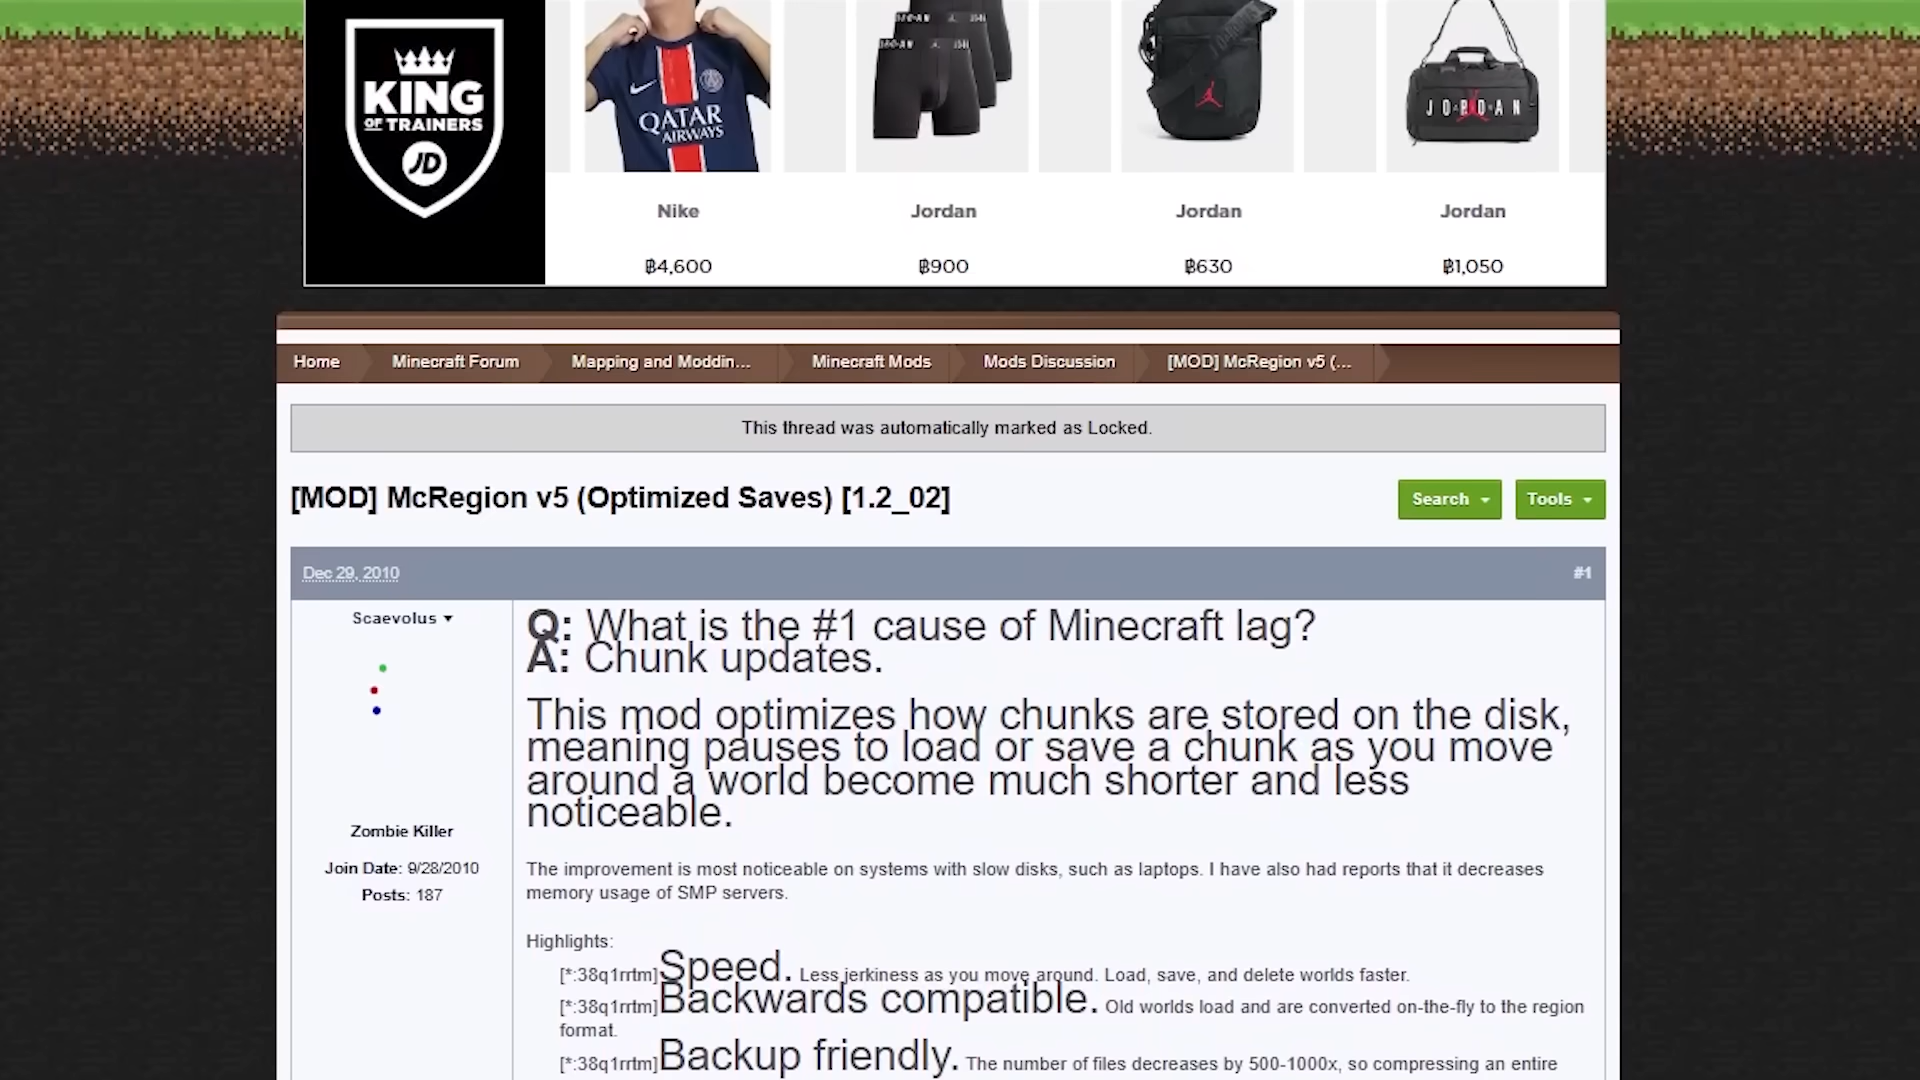 KING
OF TRAINERS
JD
QATAR
AIRWAYS
JORDAN
Nike
Jordan
Jordan
Jordan
฿4,600
฿900
฿630
฿1,050
Home
Minecraft Forum
Mapping and Moddin...
Minecraft Mods
Mods Discussion
[MOD] McRegion v5 (...
This thread was automatically marked as Locked.
[MOD] McRegion v5 (Optimized Saves) [1.2_02]
Search
Tools
Dec 29, 2010
#1
Scaevolus
Zombie Killer
Join Date: 9/28/2010
Posts: 187
Q: What is the #1 cause of Minecraft lag?
A: Chunk updates.
This mod optimizes how chunks are stored on the disk,
meaning pauses to load or save a chunk as you move
around a world become much shorter and less
noticeable.
The improvement is most noticeable on systems with slow disks, such as laptops. I have also had reports that it decreases
memory usage of SMP servers.
Highlights:
[*:38q1rrtm]Speed. Less jerkiness as you move around. Load, save, and delete worlds faster.
[*:38q1rrtm]Backwards compatible. Old worlds load and are converted on-the-fly to the region
format.
[*:38q1rrtm]Backup friendly. The number of files decreases by 500-1000x, so compressing an entire